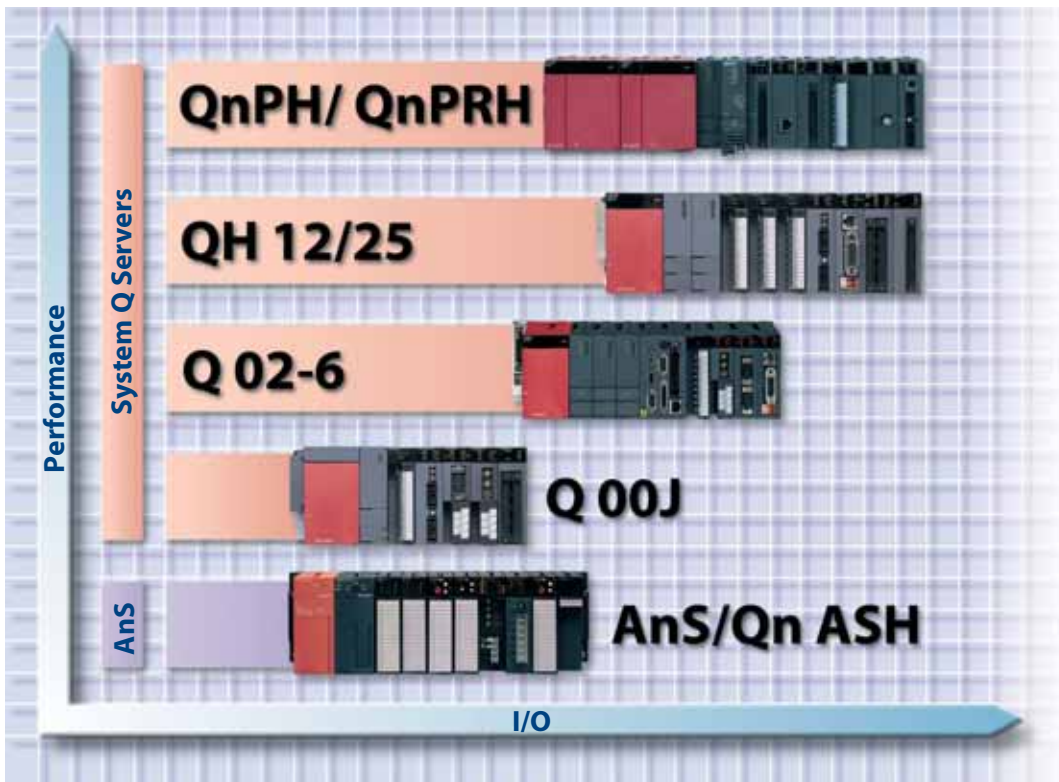 QnPH/ QnPRH
QH 12/25
Q 02-6
Q 00J
AnS/Qn ASH
Performance
System Q Servers
AnS
I/O